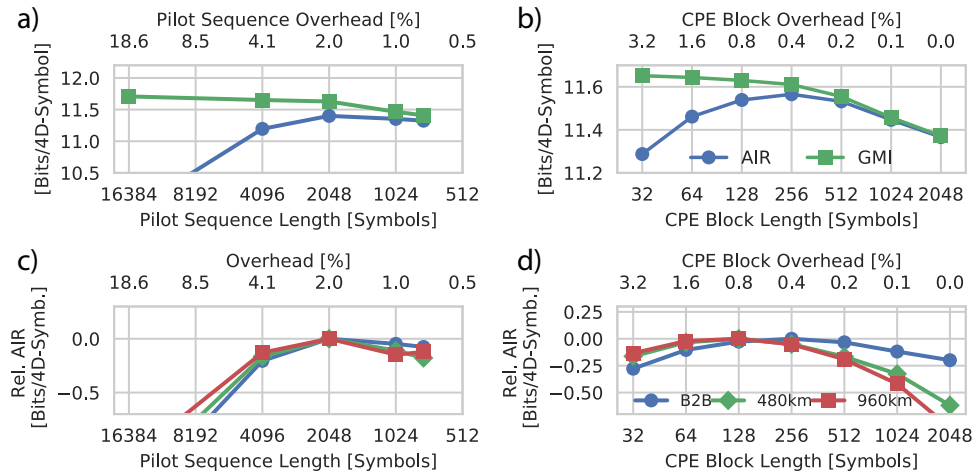 a)
Pilot Sequence Overhead [%]
18.6 8.5 4.1 2.0 1.0 0.5
[Bits/4D-Symbol]
12.0
11.5
11.0
10.5
16384 8192 4096 2048 1024 512
Pilot Sequence Length [Symbols]
b)
CPE Block Overhead [%]
3.2 1.6 0.8 0.4 0.2 0.1 0.0
[Bits/4D-Symbol]
11.6
11.4
11.2
AIR GMI
32 64 128 256 512 1024 2048
CPE Block Length [Symbols]
c)
Overhead [%]
18.6 8.5 4.1 2.0 1.0 0.5
Rel. AIR
[Bits/4D-Symb.]
0.0
−0.5
16384 8192 4096 2048 1024 512
Pilot Sequence Length [Symbols]
d)
CPE Block Overhead [%]
3.2 1.6 0.8 0.4 0.2 0.1 0.0
Rel. AIR
[Bits/4D-Symb.]
0.25
0.00
−0.25
−0.50
B2B 480km 960km
32 64 128 256 512 1024 2048
CPE Block Length [Symbols]